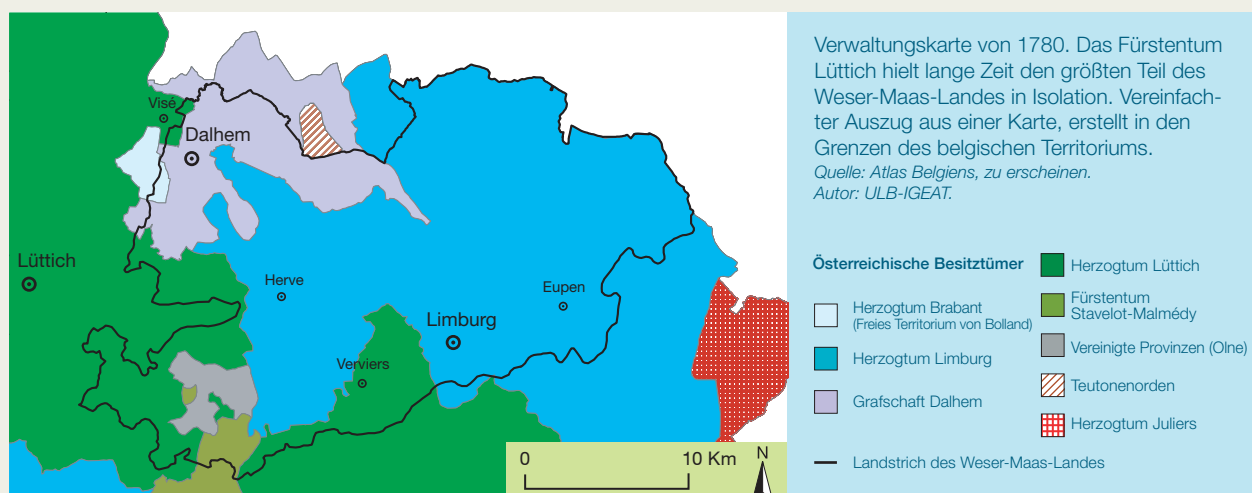 Visé
Dalhem
Lüttich
Herve
Eupen
Limburg
Verviers
0
10 Km
N
Verwaltungskarte von 1780. Das Fürstentum
Lüttich hielt lange Zeit den größten Teil des
Weser-Maas-Landes in Isolation. Vereinfach-
ter Auszug aus einer Karte, erstellt in den
Grenzen des belgischen Territoriums.
Quelle: Atlas Belgiens, zu erscheinen.
Autor: ULB-IGEAT.
Österreichische Besitztümer
Herzogtum Brabant
(Freies Territorium von Bolland)
Herzogtum Limburg
Grafschaft Dalhem
Landstrich des Weser-Maas-Landes
Herzogtum Lüttich
Fürstentum
Stavelot-Malmédy
Vereinigte Provinzen (Olne)
Teutonenorden
Herzogtum Juliers